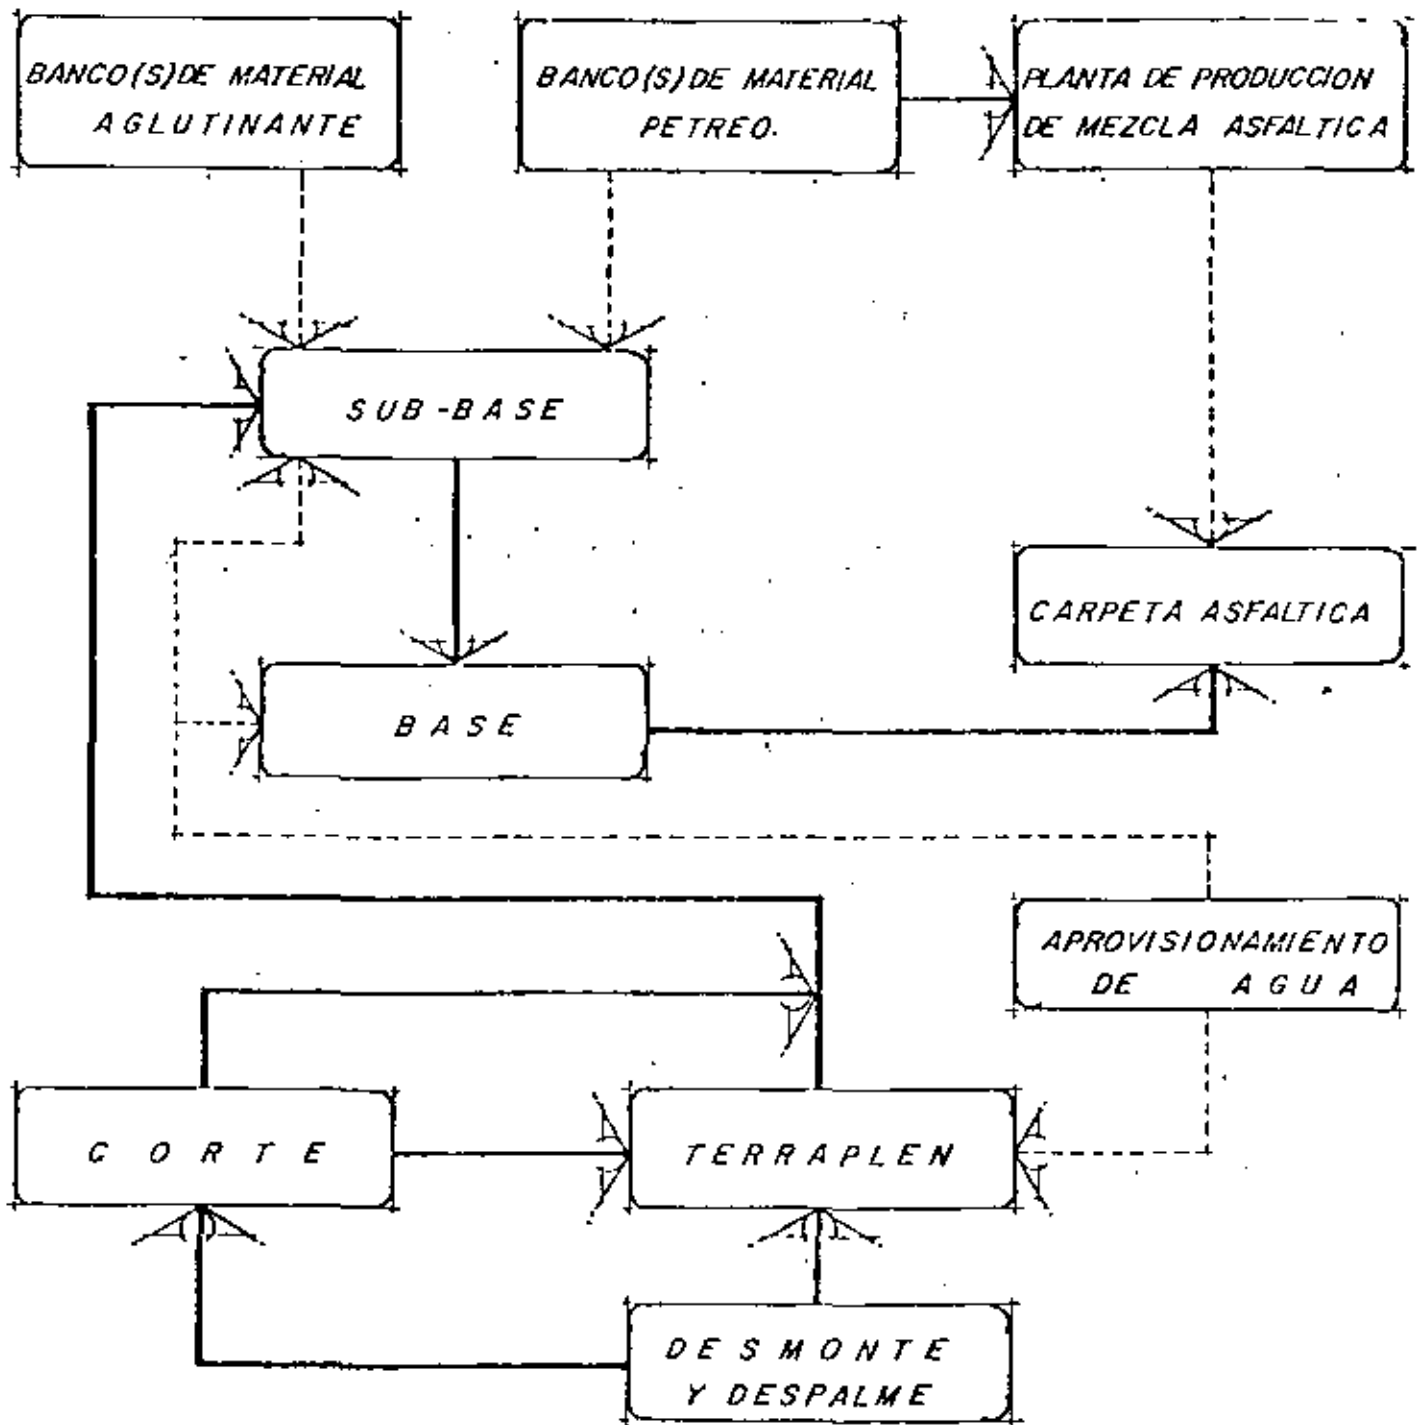 BANCO(S) DE MATERIAL
AGLUTINANTE
BANCO(S) DE MATERIAL
PETREO.
PLANTA DE PRODUCCION
DE MEZCLA ASFALTICA
SUB-BASE
CARPETA ASFALTICA
BASE
APROVISIONAMIENTO
DE AGUA
CORTE
TERRAPLEN
DESMONTE
Y DESPALME